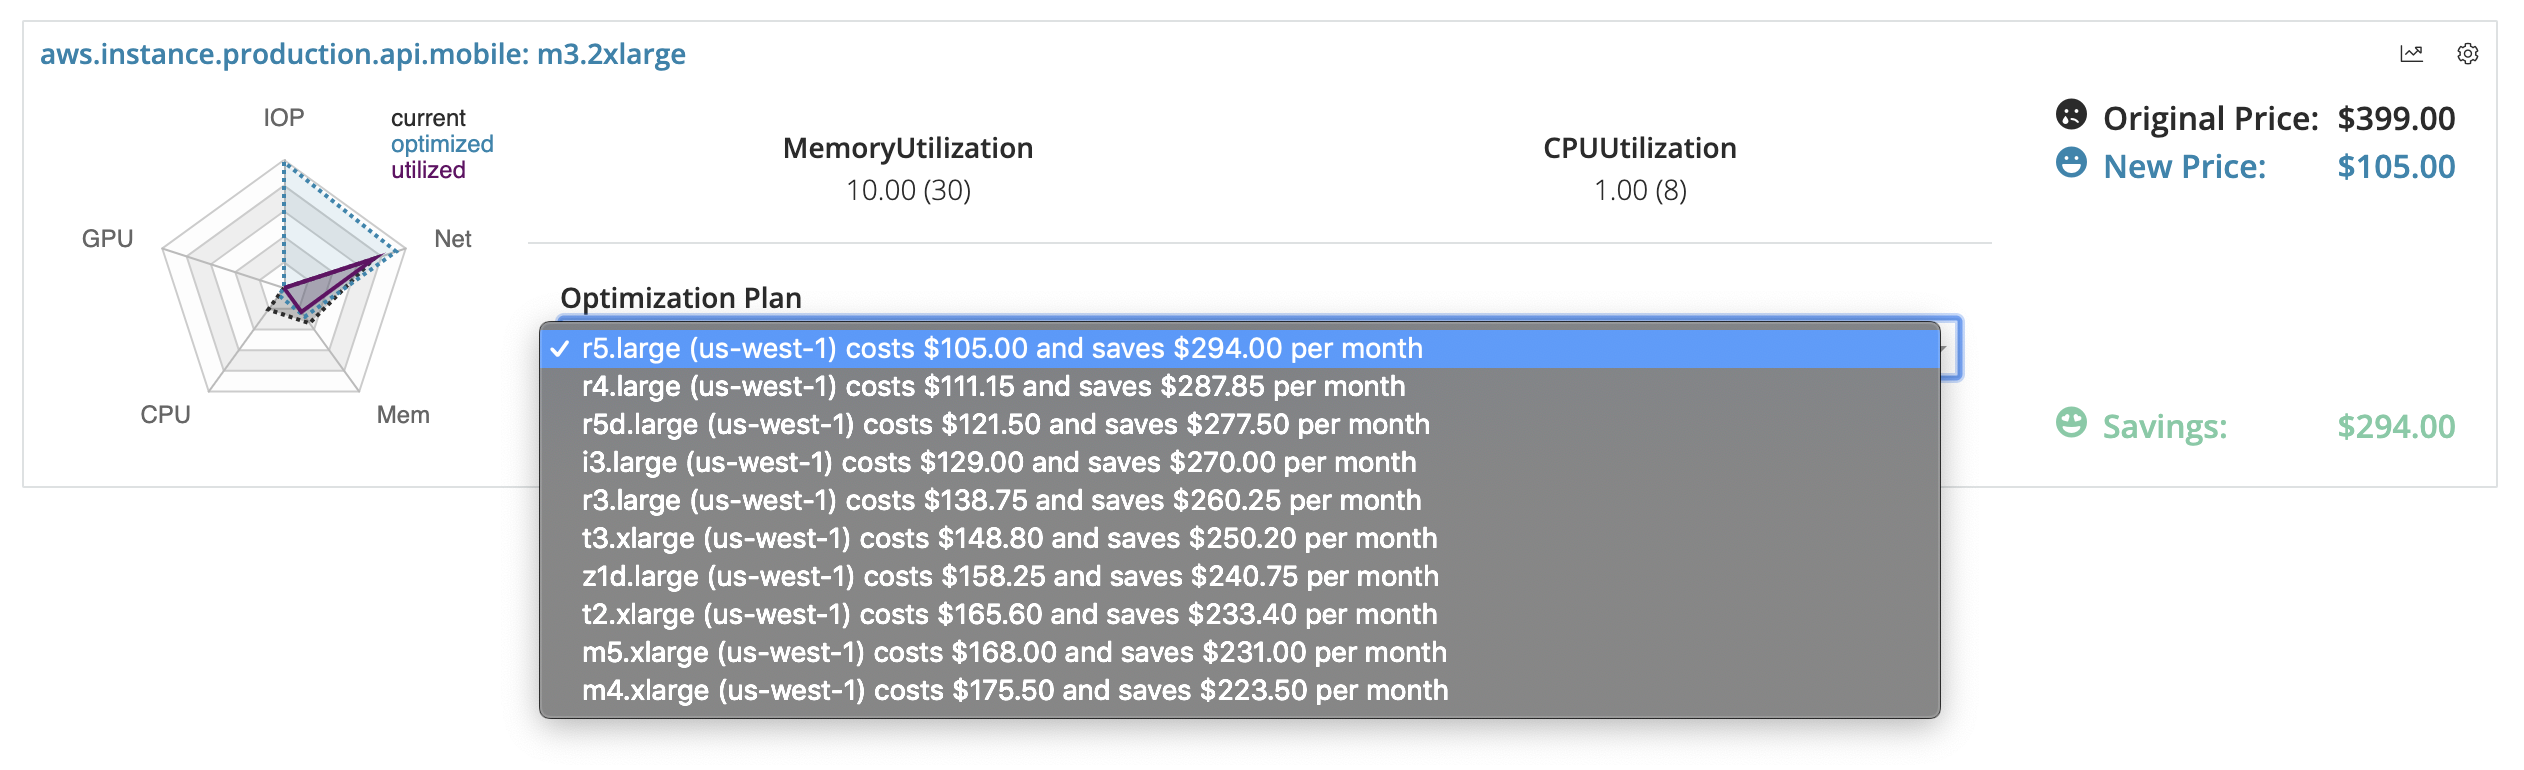 aws.instance.production.api.mobile: m3.2xlarge
IOP
current
optimized
utilized
GPU
Net
CPU
Mem
MemoryUtilization
10.00 (30)
CPUUtilization
1.00 (8)
Original Price: $399.00
New Price: $105.00
Optimization Plan
✓ r5.large (us-west-1) costs $105.00 and saves $294.00 per month
r4.large (us-west-1) costs $111.15 and saves $287.85 per month
r5d.large (us-west-1) costs $121.50 and saves $277.50 per month
i3.large (us-west-1) costs $129.00 and saves $270.00 per month
r3.large (us-west-1) costs $138.75 and saves $260.25 per month
t3.xlarge (us-west-1) costs $148.80 and saves $250.20 per month
z1d.large (us-west-1) costs $158.25 and saves $240.75 per month
t2.xlarge (us-west-1) costs $165.60 and saves $233.40 per month
m5.xlarge (us-west-1) costs $168.00 and saves $231.00 per month
m4.xlarge (us-west-1) costs $175.50 and saves $223.50 per month
Savings: $294.00